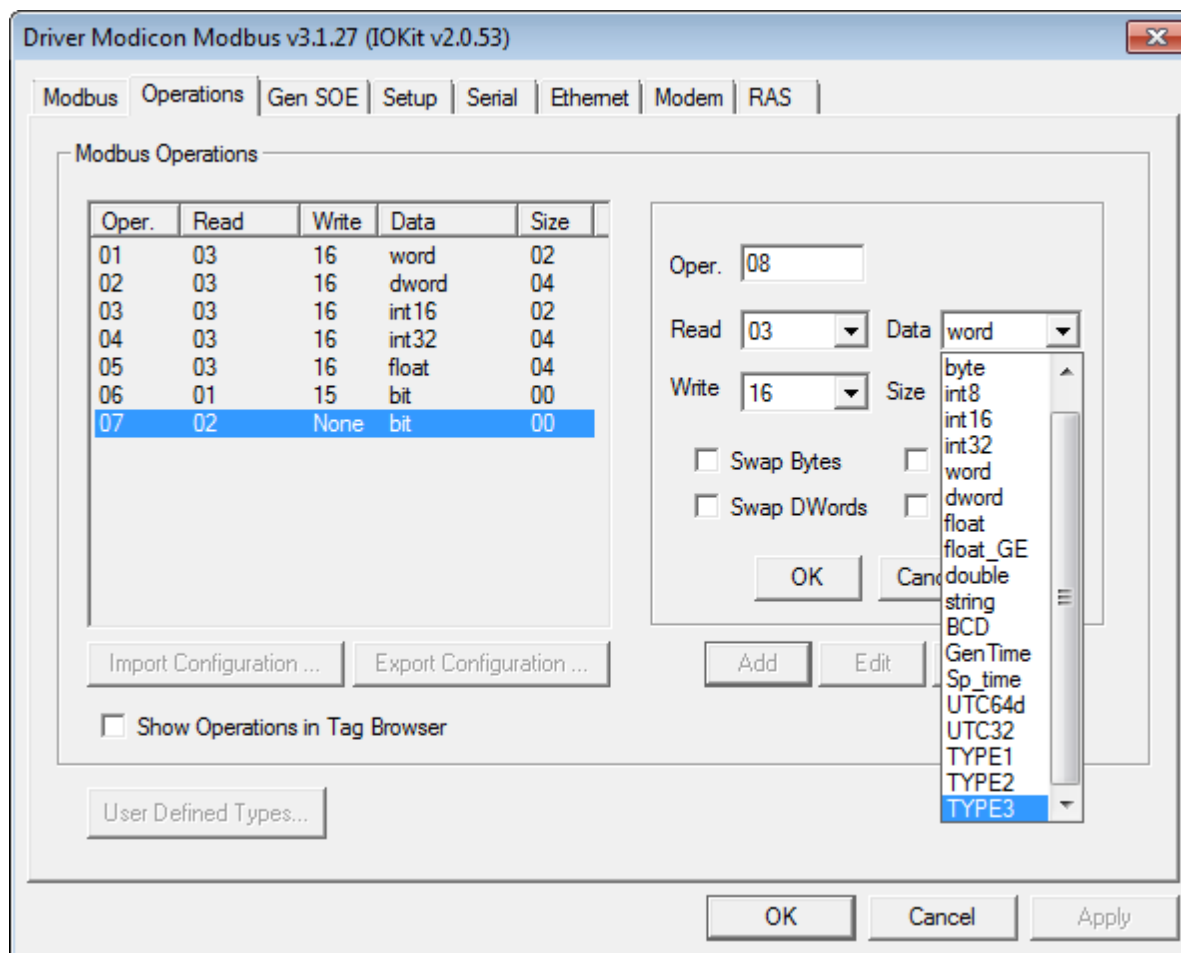 Driver Modicon Modbus v3.1.27 (IOKit v2.0.53)
Modbus Operations Gen SOE Setup Serial Ethernet Modem RAS
Modbus Operations
Oper. Read Write Data Size
01 03 16 word 02
02 03 16 dword 04
03 03 16 int16 02
04 03 16 int32 04
05 03 16 float 04
06 01 15 bit 00
07 02 None bit 00
Oper. 08
Read 03 Data word
Write 16 Size
Swap Bytes
Swap DWords
OK
byte
int8
int16
int32
word
dword
float
float_GE
double
string
BCD
GenTime
Sp_time
UTC64d
UTC32
TYPE1
TYPE2
TYPE3
Import Configuration ... Export Configuration ... Add Edit
Show Operations in Tag Browser
User Defined Types...
OK Cancel Apply